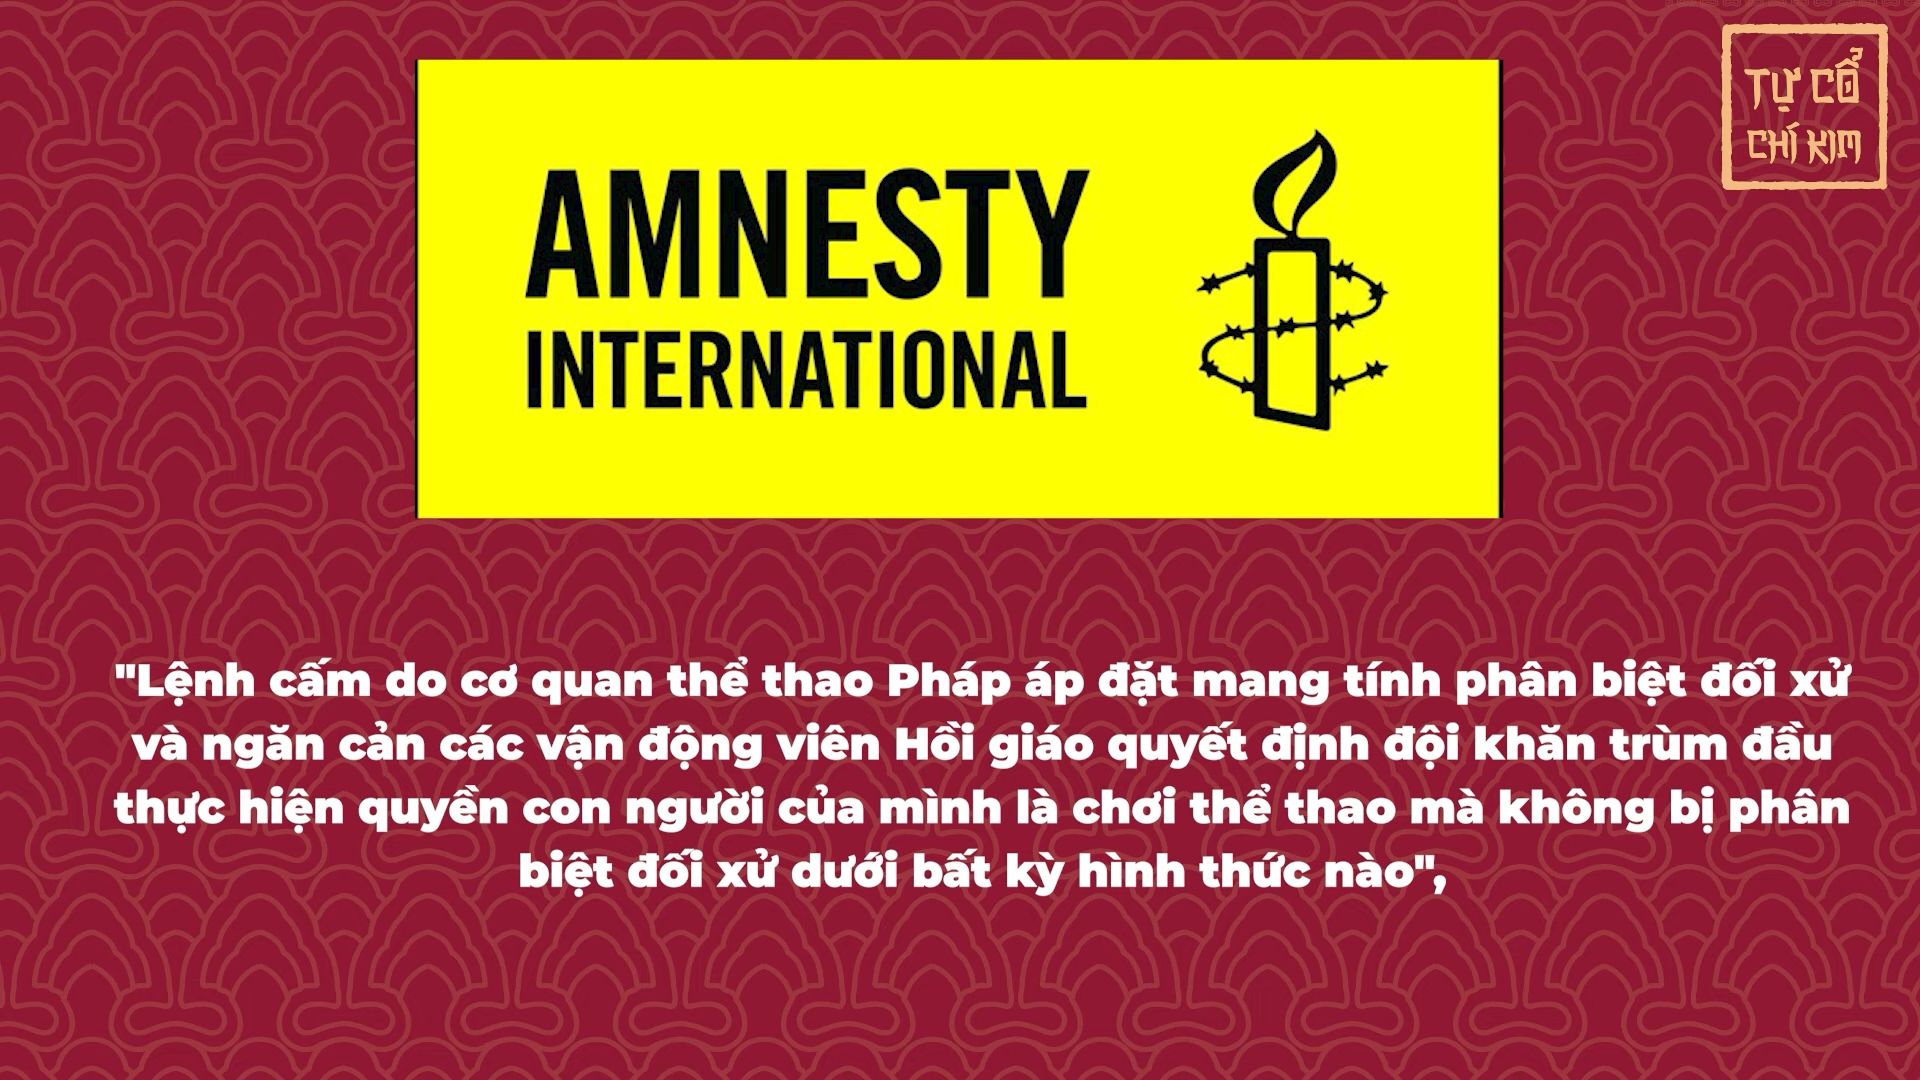 TỰ CỔ
CHÍ KIM
AMNESTY
INTERNATIONAL
"Lệnh cấm do cơ quan thể thao Pháp áp đặt mang tính phân biệt đối xử
và ngăn cản các vận động viên Hồi giáo quyết định đội khăn trùm đầu
thực hiện quyền con người của mình là chơi thể thao mà không bị phân
biệt đối xử dưới bất kỳ hình thức nào",